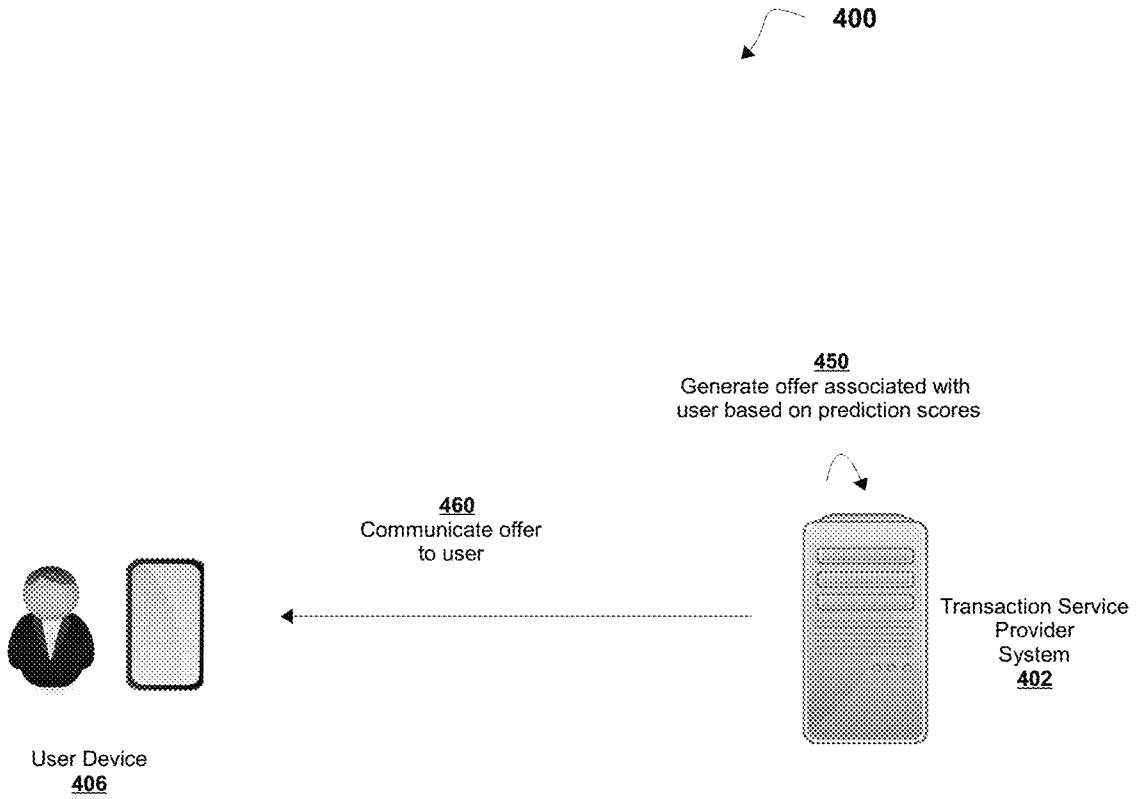 400
450
Generate offer associated with
user based on prediction scores
460
Communicate offer
to user
Transaction Service
Provider
System
402
User Device
406